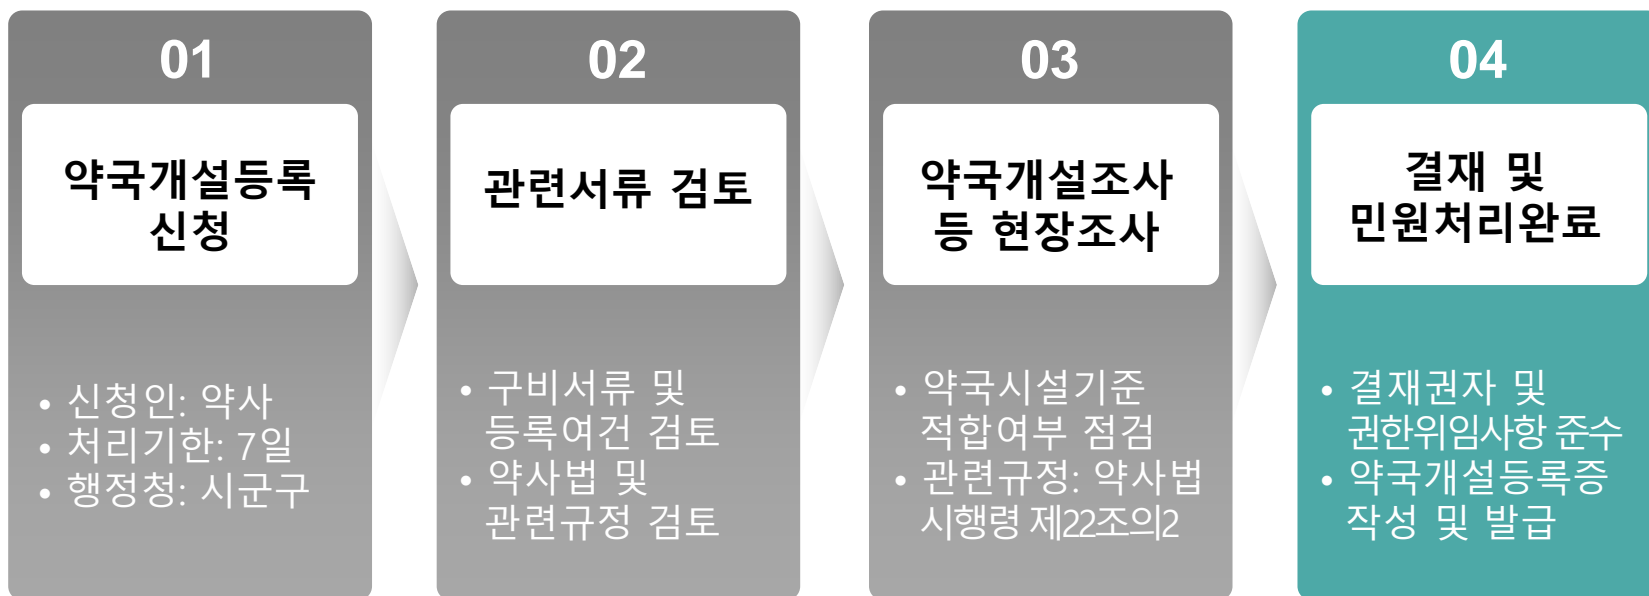 01
약국개설등록
신청
• 신청인: 약사
• 처리기한: 7일
• 행정청: 시군구
02
관련서류 검토
• 구비서류 및
등록여건 검토
• 약사법 및
관련규정 검토
03
약국개설조사
등 현장조사
• 약국시설기준
적합여부 점검
• 관련규정: 약사법
시행령 제22조의2
04
결재 및
민원처리완료
• 결재권자 및
권한위임사항 준수
• 약국개설등록증
작성 및 발급